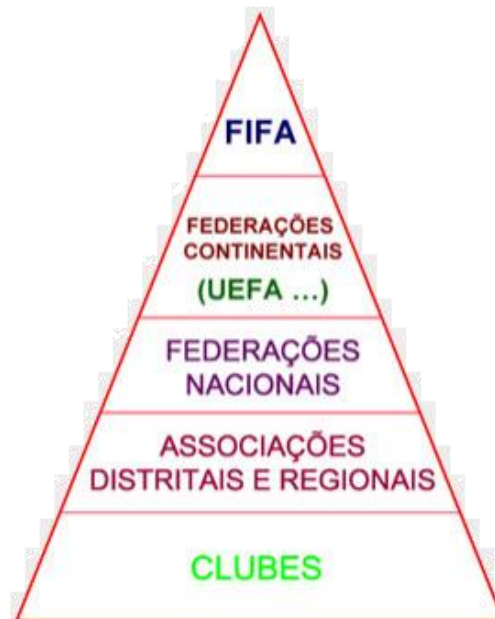 FIFA
FEDERAÇÕES
CONTINENTAIS
(UEFA ...)
FEDERAÇÕES
NACIONAIS
ASSOCIAÇÕES
DISTRITAIS E REGIONAIS
CLUBES